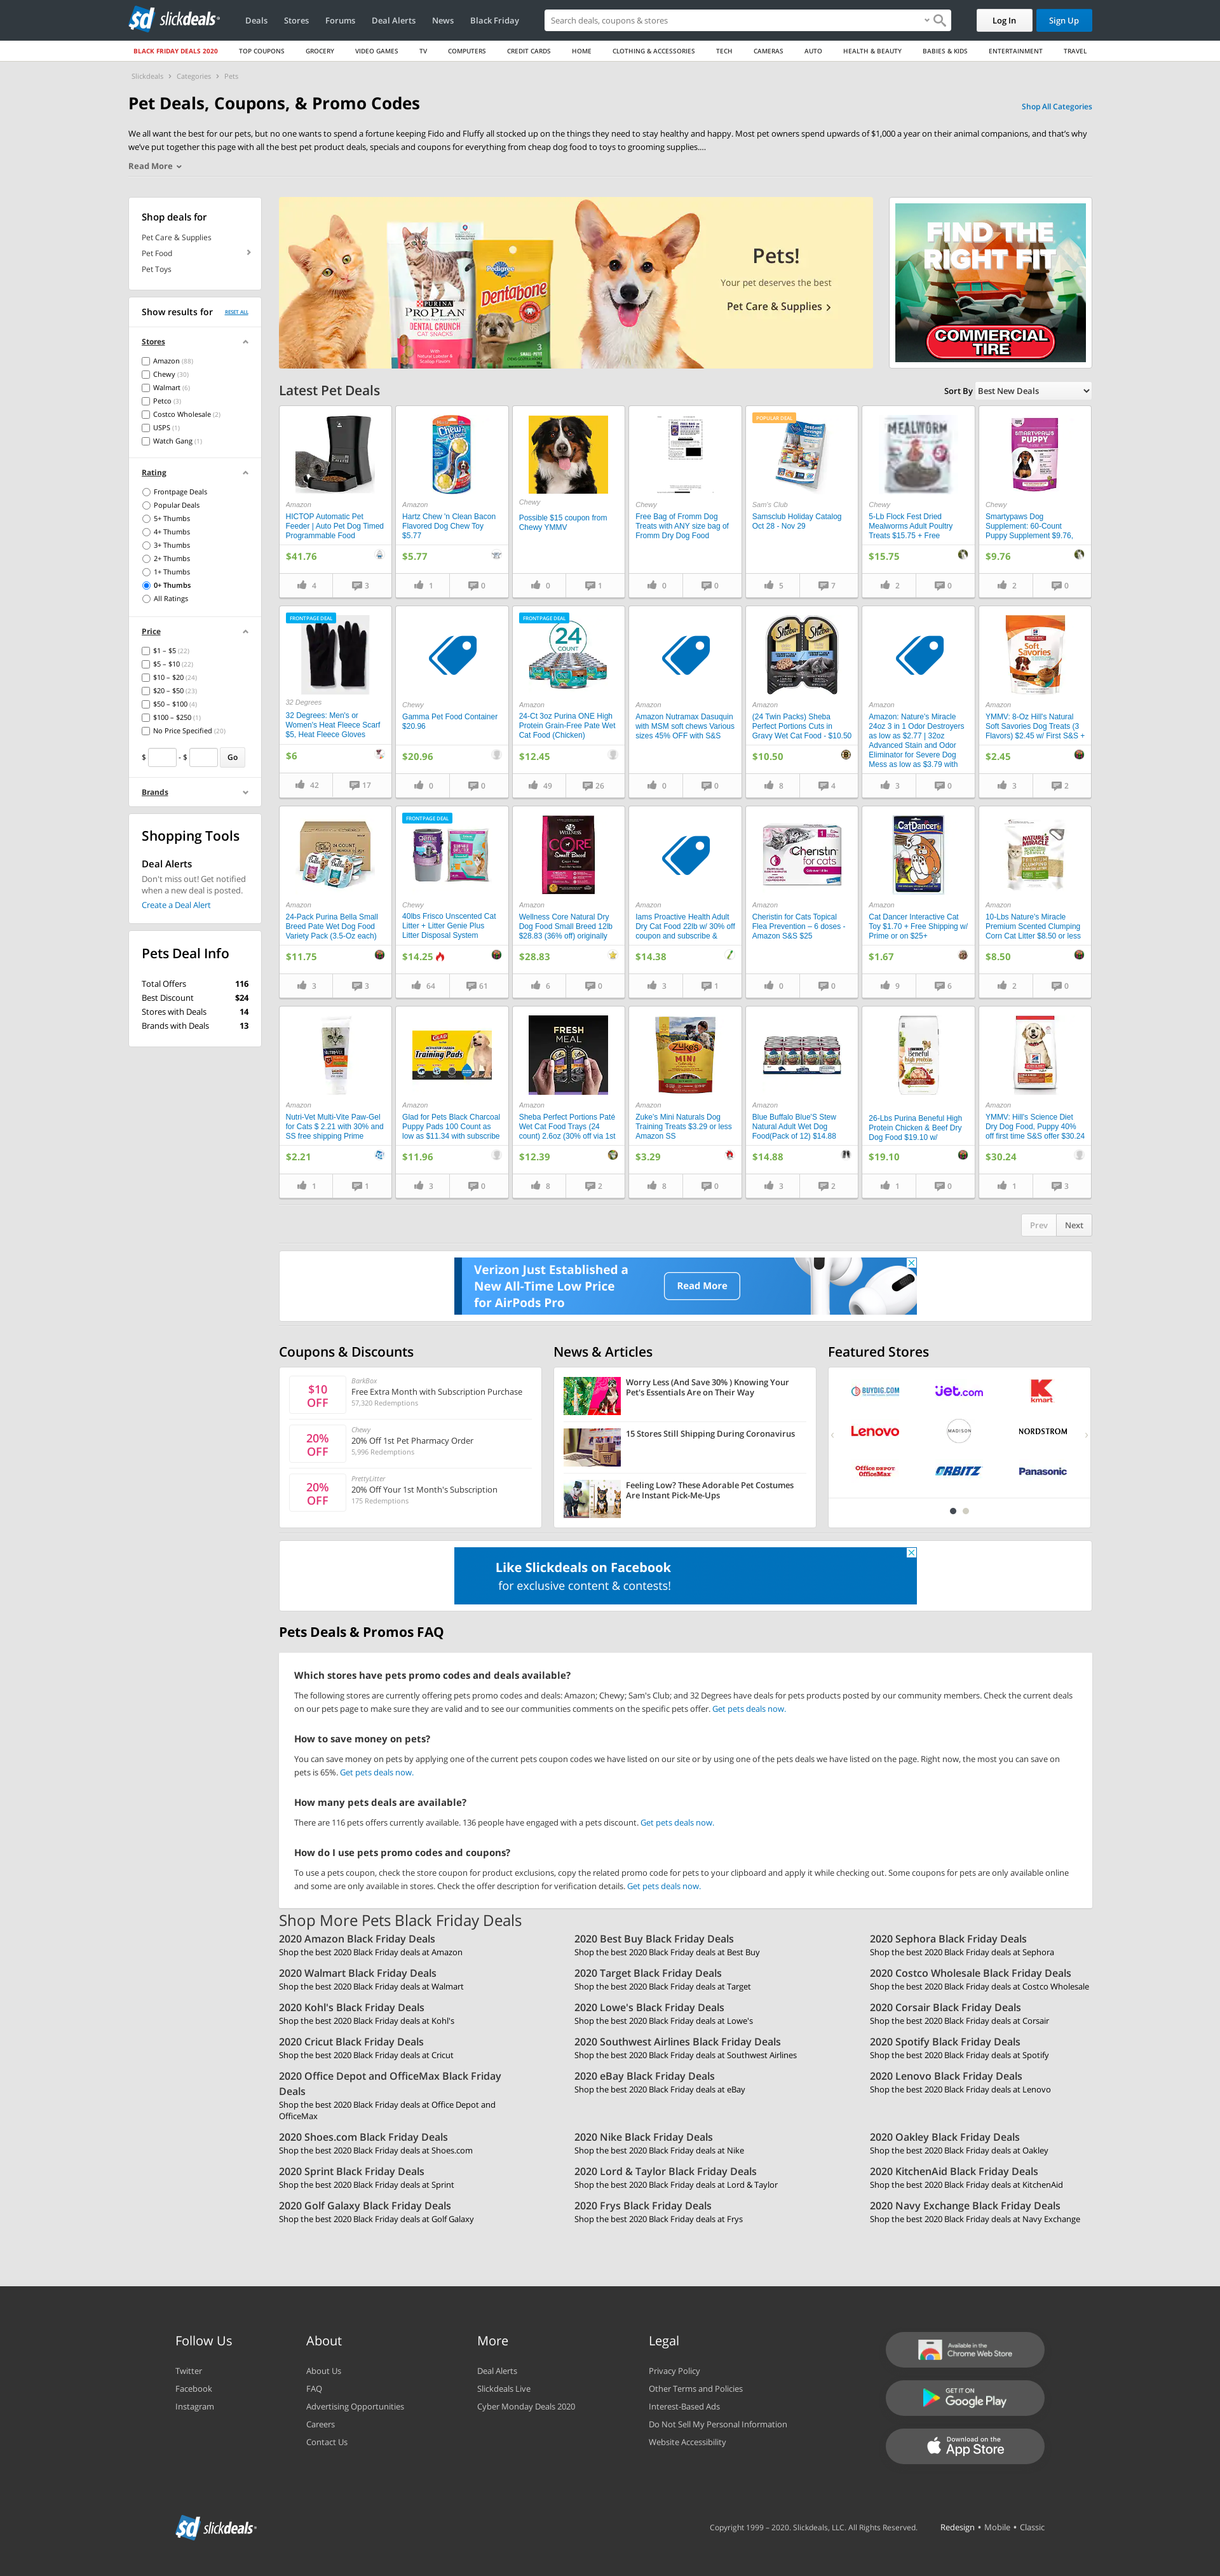 sd slickdeals
Deals
Stores
Forums
Deal Alerts
News
Black Friday
Search deals, coupons & stores
Log In
Sign Up
BLACK FRIDAY DEALS 2020
TOP COUPONS
GROCERY
VIDEO GAMES
TV
COMPUTERS
CREDIT CARDS
HOME
CLOTHING & ACCESSORIES
TECH
CAMERAS
AUTO
HEALTH & BEAUTY
BABIES & KIDS
ENTERTAINMENT
TRAVEL
Slickdeals › Categories › Pets
Pet Deals, Coupons, & Promo Codes
Shop All Categories
We all want the best for our pets, but no one wants to spend a fortune keeping Fido and Fluffy all stocked up on the things they need to stay healthy and happy. Most pet owners spend upwards of $1,000 a year on their animal companions, and that's why
we've put together this page with all the best pet product deals, specials and coupons for everything from cheap dog food to toys to grooming supplies....
Read More
Shop deals for
Pet Care & Supplies
Pet Food
Pet Toys
Show results for
RESET ALL
Stores
Amazon (88)
Chewy (30)
Walmart (6)
Petco (3)
Costco Wholesale (2)
USPS (1)
Watch Gang (1)
Rating
Frontpage Deals
Popular Deals
5+ Thumbs
4+ Thumbs
3+ Thumbs
2+ Thumbs
1+ Thumbs
0+ Thumbs
All Ratings
Price
$1 – $5 (22)
$5 – $10 (22)
$10 – $20 (24)
$20 – $50 (23)
$50 – $100 (4)
$100 – $250 (1)
No Price Specified (20)
$ - $ Go
Brands
Shopping Tools
Deal Alerts
Don't miss out! Get notified
when a new deal is posted.
Create a Deal Alert
Pets Deal Info
Total Offers 116
Best Discount $24
Stores with Deals 14
Brands with Deals 13
PURINA
PRO PLAN
DENTAL CRUNCH
CAT SNACKS
Pedigree
Dentabone
3
Pets!
Your pet deserves the best
Pet Care & Supplies
FIND THE
RIGHT FIT
COMMERCIAL
TIRE
Latest Pet Deals
Sort By Best New Deals
Amazon
HICTOP Automatic Pet
Feeder | Auto Pet Dog Timed
Programmable Food
$41.76
4 3
Amazon
Hartz Chew 'n Clean Bacon
Flavored Dog Chew Toy
$5.77
$5.77
1 0
Chewy
Possible $15 coupon from
Chewy YMMV
0 1
Chewy
Free Bag of Fromm Dog
Treats with ANY size bag of
Fromm Dry Dog Food
0 0
POPULAR DEAL
Instant
Savings
Sam's Club
Samsclub Holiday Catalog
Oct 28 - Nov 29
5 7
MEALWORM
Chewy
5-Lb Flock Fest Dried
Mealworms Adult Poultry
Treats $15.75 + Free
$15.75
2 0
SMARTYPAWS
PUPPY
Chewy
Smartypaws Dog
Supplement: 60-Count
Puppy Supplement $9.76,
$9.76
2 0
FRONTPAGE DEAL
32 Degrees
32 Degrees: Men's or
Women's Heat Fleece Scarf
$5, Heat Fleece Gloves
$6
42 17
Chewy
Gamma Pet Food Container
$20.96
$20.96
0 0
FRONTPAGE DEAL
24
COUNT
Amazon
24-Ct 3oz Purina ONE High
Protein Grain-Free Pate Wet
Cat Food (Chicken)
$12.45
49 26
Amazon
Amazon Nutramax Dasuquin
with MSM soft chews Various
sizes 45% OFF with S&S
0 0
Sheba
Amazon
(24 Twin Packs) Sheba
Perfect Portions Cuts in
Gravy Wet Cat Food - $10.50
$10.50
8 4
Amazon
Amazon: Nature's Miracle
24oz 3 in 1 Odor Destroyers
as low as $2.77 | 32oz
Advanced Stain and Odor
Eliminator for Severe Dog
Mess as low as $3.79 with
3 0
Soft
Savories
Amazon
YMMV: 8-Oz Hill's Natural
Soft Savories Dog Treats (3
Flavors) $2.45 w/ First S&S +
$2.45
3 2
24 COUNT
Bella
Amazon
24-Pack Purina Bella Small
Breed Pate Wet Dog Food
Variety Pack (3.5-Oz each)
$11.75
3 3
FRONTPAGE DEAL
Genie
Chewy
40lbs Frisco Unscented Cat
Litter + Litter Genie Plus
Litter Disposal System
$14.25
64 61
WELLNESS
CORE
Small Breed
Amazon
Wellness Core Natural Dry
Dog Food Small Breed 12lb
$28.83 (36% off) originally
$28.83
6 0
Amazon
Iams Proactive Health Adult
Dry Cat Food 22lb w/ 30% off
coupon and subscribe &
$14.38
3 1
1
Cheristin
for cats
Amazon
Cheristin for Cats Topical
Flea Prevention – 6 doses -
Amazon S&S $25
0 0
CatDancer
Amazon
Cat Dancer Interactive Cat
Toy $1.70 + Free Shipping w/
Prime or on $25+
$1.67
9 6
NATURE'S
MIRACLE
PREMIUM
CLUMPING
Amazon
10-Lbs Nature's Miracle
Premium Scented Clumping
Corn Cat Litter $8.50 or less
$8.50
2 0
Amazon
Nutri-Vet Multi-Vite Paw-Gel
for Cats $ 2.21 with 30% and
SS free shipping Prime
$2.21
1 1
Glad
Training Pads
Amazon
Glad for Pets Black Charcoal
Puppy Pads 100 Count as
low as $11.34 with subscribe
$11.96
3 0
FRESH
MEAL
Amazon
Sheba Perfect Portions Paté
Wet Cat Food Trays (24
count) 2.6oz (30% off via 1st
$12.39
8 2
Zuke's
MINI
Amazon
Zuke's Mini Naturals Dog
Training Treats $3.29 or less
Amazon SS
$3.29
8 0
Amazon
Blue Buffalo Blue'S Stew
Natural Adult Wet Dog
Food(Pack of 12) $14.88
$14.88
3 2
Beneful
high protein
26-Lbs Purina Beneful High
Protein Chicken & Beef Dry
Dog Food $19.10 w/
$19.10
1 0
Amazon
YMMV: Hill's Science Diet
Dry Dog Food, Puppy 40%
off first time S&S offer $30.24
$30.24
1 3
Prev Next
Verizon Just Established a
New All-Time Low Price
for AirPods Pro
Read More
Coupons & Discounts
$10
OFF
BarkBox
Free Extra Month with Subscription Purchase
57,320 Redemptions
20%
OFF
Chewy
20% Off 1st Pet Pharmacy Order
5,996 Redemptions
20%
OFF
PrettyLitter
20% Off Your 1st Month's Subscription
175 Redemptions
News & Articles
Worry Less (And Save 30% ) Knowing Your
Pet's Essentials Are on Their Way
15 Stores Still Shipping During Coronavirus
Feeling Low? These Adorable Pet Costumes
Are Instant Pick-Me-Ups
Featured Stores
BUYDIG.COM
Jet.com
kmart
Lenovo
MADISON
NORDSTROM
Office DEPOT
OfficeMax
ORBITZ
Panasonic
Like Slickdeals on Facebook
for exclusive content & contests!
Pets Deals & Promos FAQ
Which stores have pets promo codes and deals available?
The following stores are currently offering pets promo codes and deals: Amazon; Chewy; Sam's Club; and 32 Degrees have deals for pets products posted by our community members. Check the current deals
on our pets page to make sure they are valid and to see our communities comments on the specific pets offer. Get pets deals now.
How to save money on pets?
You can save money on pets by applying one of the current pets coupon codes we have listed on our site or by using one of the pets deals we have listed on the page. Right now, the most you can save on
pets is 65%. Get pets deals now.
How many pets deals are available?
There are 116 pets offers currently available. 136 people have engaged with a pets discount. Get pets deals now.
How do I use pets promo codes and coupons?
To use a pets coupon, check the store coupon for product exclusions, copy the related promo code for pets to your clipboard and apply it while checking out. Some coupons for pets are only available online
and some are only available in stores. Check the offer description for verification details. Get pets deals now.
Shop More Pets Black Friday Deals
2020 Amazon Black Friday Deals
Shop the best 2020 Black Friday deals at Amazon
2020 Best Buy Black Friday Deals
Shop the best 2020 Black Friday deals at Best Buy
2020 Sephora Black Friday Deals
Shop the best 2020 Black Friday deals at Sephora
2020 Walmart Black Friday Deals
Shop the best 2020 Black Friday deals at Walmart
2020 Target Black Friday Deals
Shop the best 2020 Black Friday deals at Target
2020 Costco Wholesale Black Friday Deals
Shop the best 2020 Black Friday deals at Costco Wholesale
2020 Kohl's Black Friday Deals
Shop the best 2020 Black Friday deals at Kohl's
2020 Lowe's Black Friday Deals
Shop the best 2020 Black Friday deals at Lowe's
2020 Corsair Black Friday Deals
Shop the best 2020 Black Friday deals at Corsair
2020 Cricut Black Friday Deals
Shop the best 2020 Black Friday deals at Cricut
2020 Southwest Airlines Black Friday Deals
Shop the best 2020 Black Friday deals at Southwest Airlines
2020 Spotify Black Friday Deals
Shop the best 2020 Black Friday deals at Spotify
2020 Office Depot and OfficeMax Black Friday
Deals
Shop the best 2020 Black Friday deals at Office Depot and
OfficeMax
2020 eBay Black Friday Deals
Shop the best 2020 Black Friday deals at eBay
2020 Lenovo Black Friday Deals
Shop the best 2020 Black Friday deals at Lenovo
2020 Shoes.com Black Friday Deals
Shop the best 2020 Black Friday deals at Shoes.com
2020 Nike Black Friday Deals
Shop the best 2020 Black Friday deals at Nike
2020 Oakley Black Friday Deals
Shop the best 2020 Black Friday deals at Oakley
2020 Sprint Black Friday Deals
Shop the best 2020 Black Friday deals at Sprint
2020 Lord & Taylor Black Friday Deals
Shop the best 2020 Black Friday deals at Lord & Taylor
2020 KitchenAid Black Friday Deals
Shop the best 2020 Black Friday deals at KitchenAid
2020 Golf Galaxy Black Friday Deals
Shop the best 2020 Black Friday deals at Golf Galaxy
2020 Frys Black Friday Deals
Shop the best 2020 Black Friday deals at Frys
2020 Navy Exchange Black Friday Deals
Shop the best 2020 Black Friday deals at Navy Exchange
Follow Us
Twitter
Facebook
Instagram
About
About Us
FAQ
Advertising Opportunities
Careers
Contact Us
More
Deal Alerts
Slickdeals Live
Cyber Monday Deals 2020
Legal
Privacy Policy
Other Terms and Policies
Interest-Based Ads
Do Not Sell My Personal Information
Website Accessibility
Available in the
Chrome Web Store
GET IT ON
Google Play
Download on the
App Store
sd slickdeals
Copyright 1999 – 2020. Slickdeals, LLC. All Rights Reserved.
Redesign • Mobile • Classic